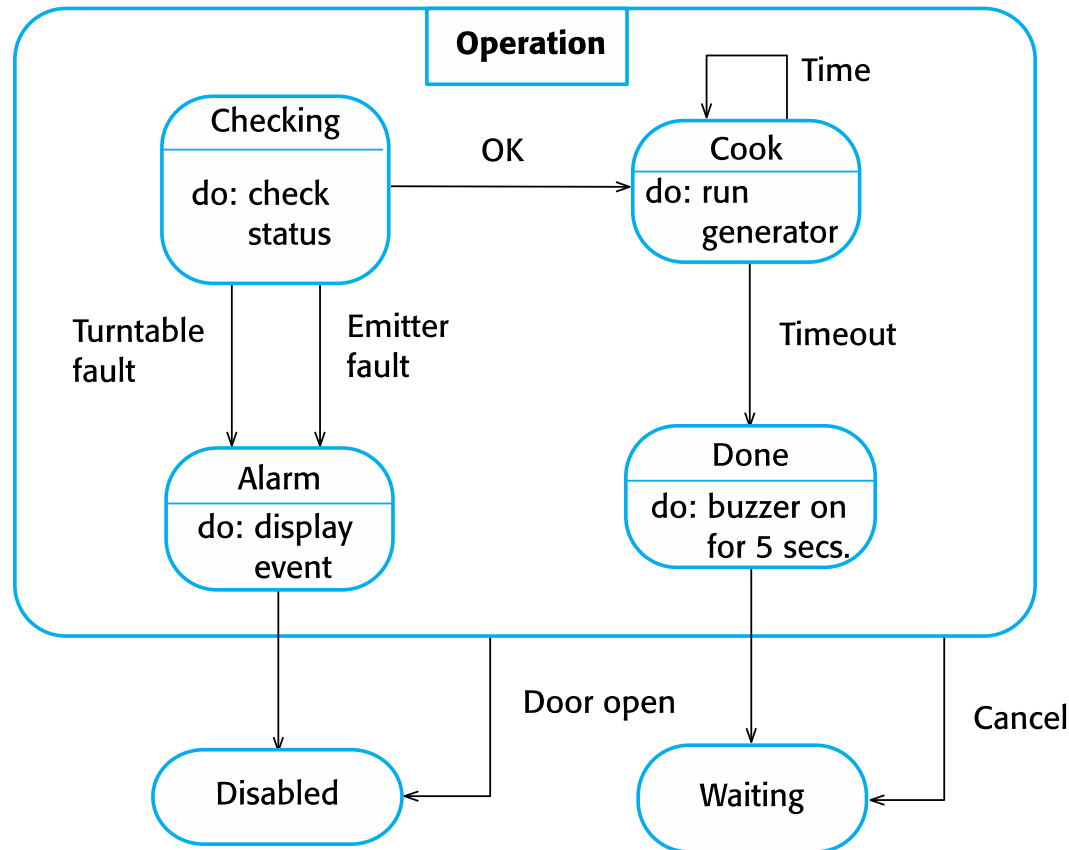 Operation
Time
Checking
Cook
OK
do: check
status
do: run
generator
Turntable
fault
Emitter
fault
Timeout
Alarm
Done
do: display
event
do: buzzer on
for 5 secs.
Door open
Cancel
Disabled
Waiting